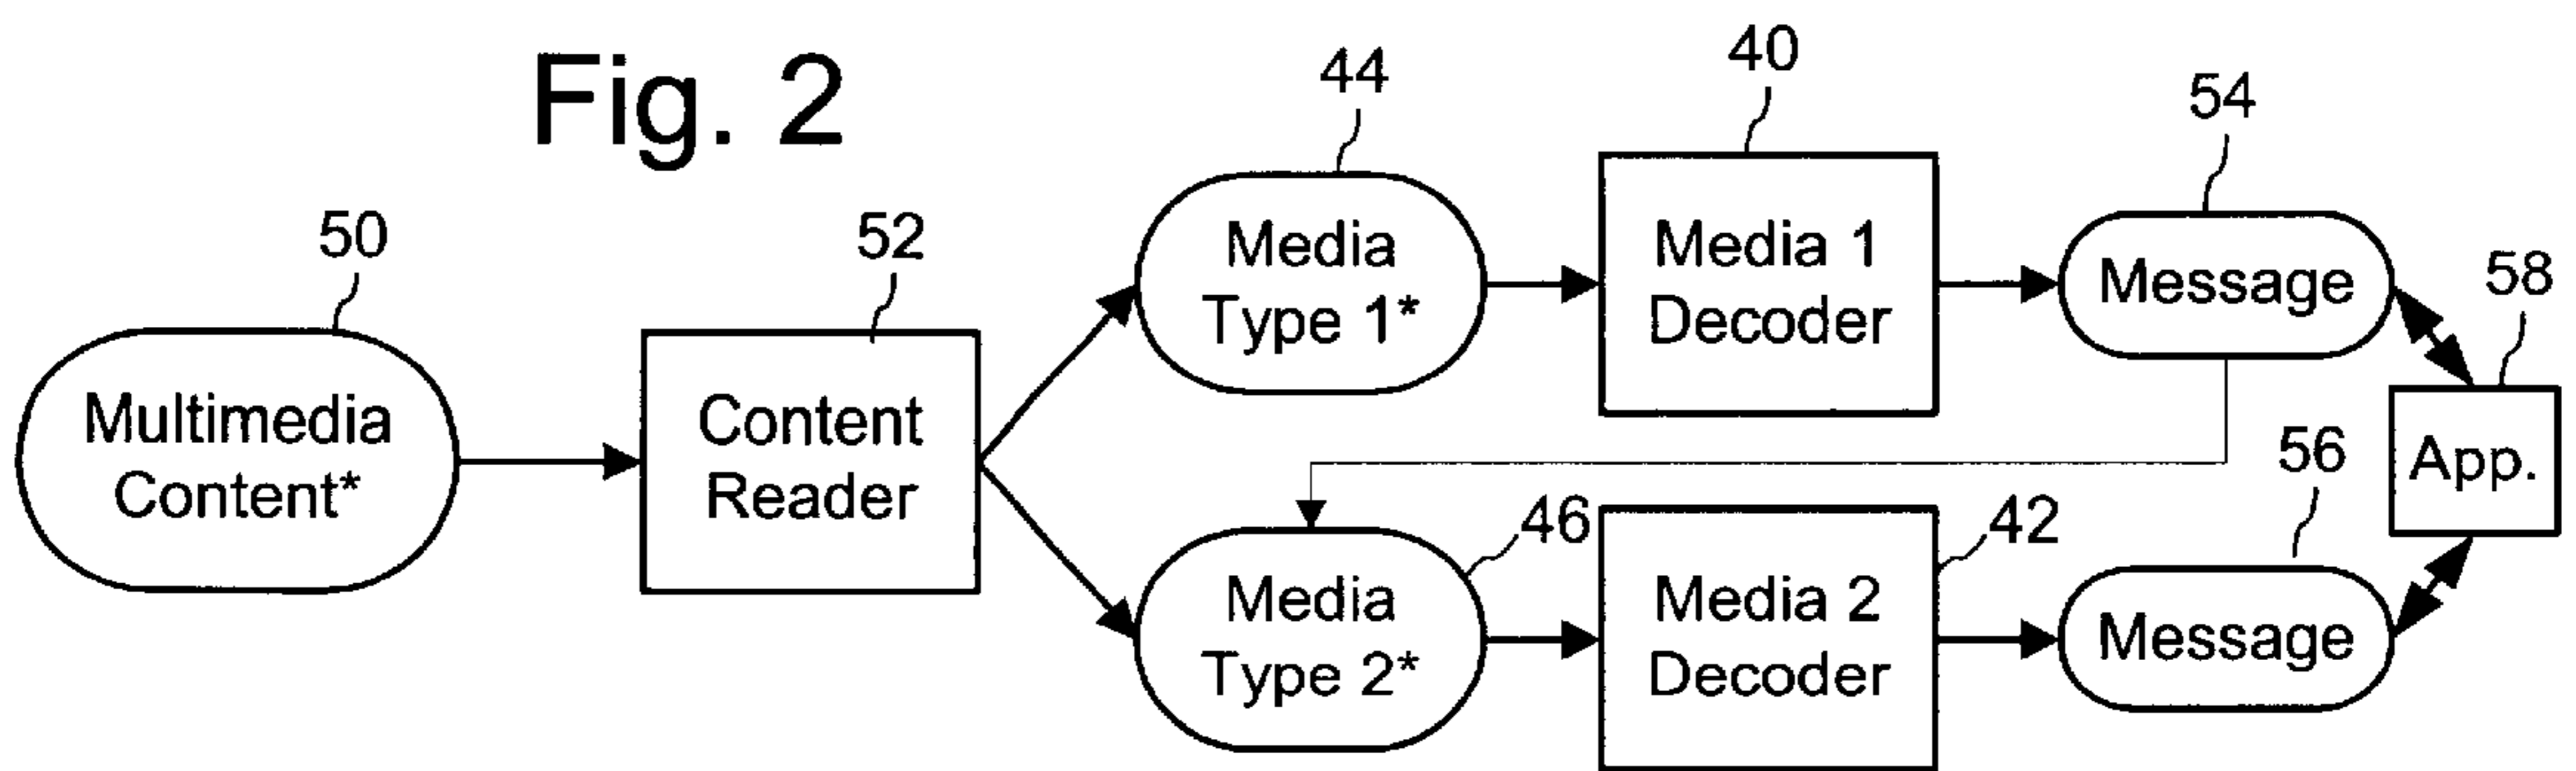 Fig. 2
50
Multimedia
Content*
52
Content
Reader
44
Media
Type 1*
40
Media 1
Decoder
54
Message
58
App.
46
Media
Type 2*
42
Media 2
Decoder
56
Message